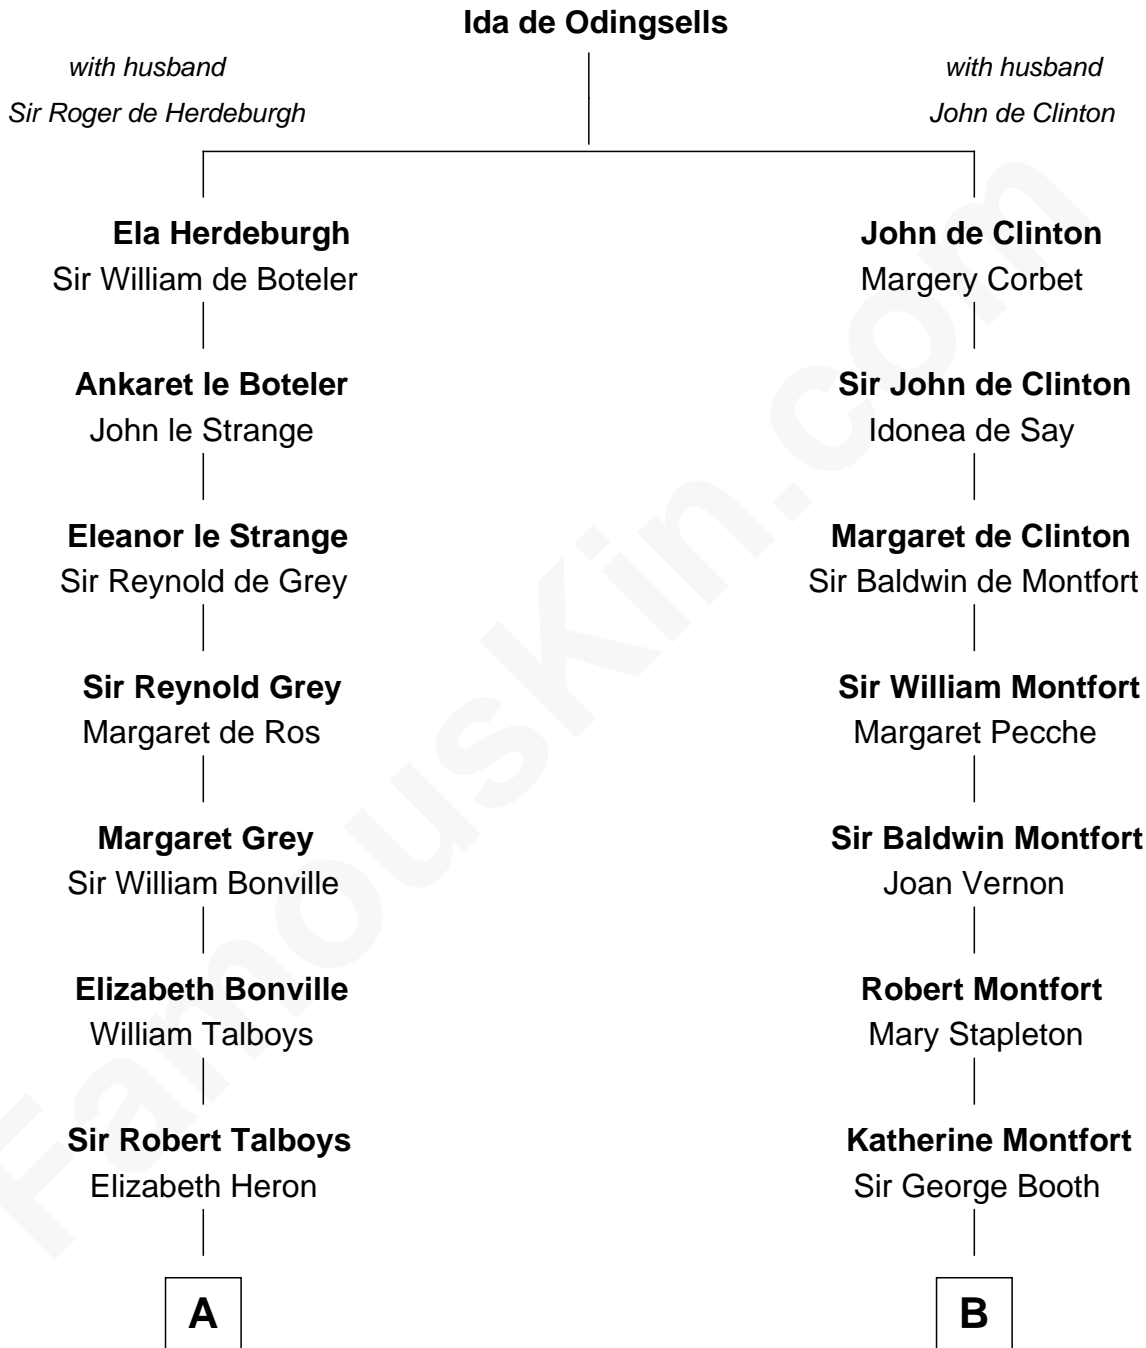 Ida de Odingsells
with husband
Sir Roger de Herdeburgh
with husband
John de Clinton
Ela Herdeburgh
Sir William de Boteler
John de Clinton
Margery Corbet
Ankaret le Boteler
John le Strange
Sir John de Clinton
Idonea de Say
Eleanor le Strange
Sir Reynold de Grey
Margaret de Clinton
Sir Baldwin de Montfort
Sir Reynold Grey
Margaret de Ros
Sir William Montfort
Margaret Pecche
Margaret Grey
Sir William Bonville
Sir Baldwin Montfort
Joan Vernon
Elizabeth Bonville
William Talboys
Robert Montfort
Mary Stapleton
Sir Robert Talboys
Elizabeth Heron
Katherine Montfort
Sir George Booth
A
B
FamousKin.com